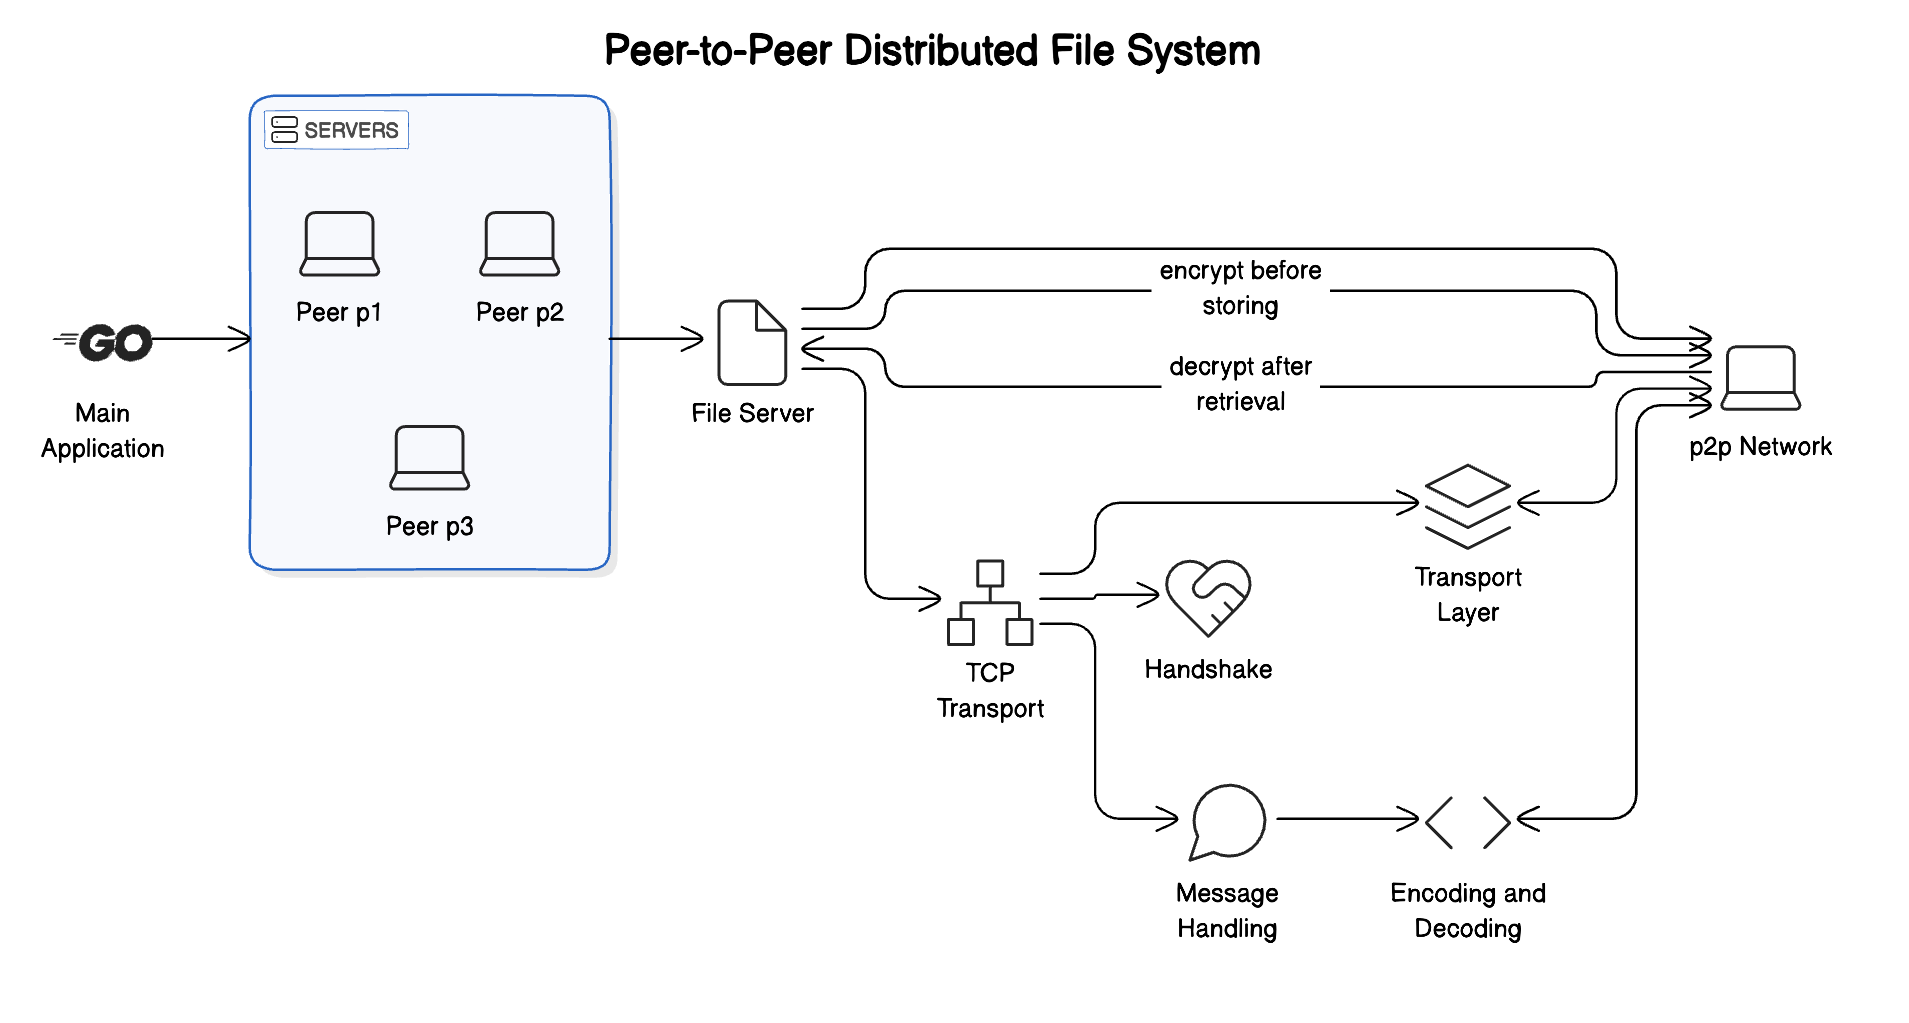 Peer-to-Peer Distributed File System
SERVERS
Peer p1
Peer p2
Peer p3
GO
Main
Application
File Server
encrypt before
storing
decrypt after
retrieval
p2p Network
Transport
Layer
TCP
Transport
Handshake
Message
Handling
Encoding and
Decoding